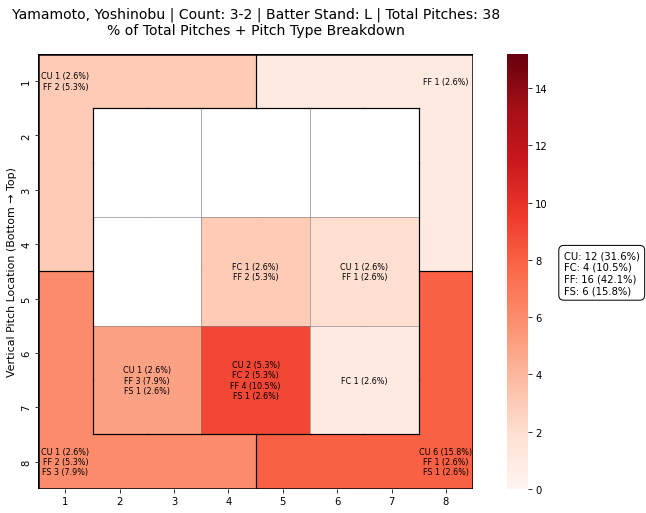 Yamamoto, Yoshinobu | Count: 3-2 | Batter Stand: L | Total Pitches: 38
% of Total Pitches + Pitch Type Breakdown
Vertical Pitch Location (Bottom → Top)
1
2
3
4
5
6
7
8
CU 1 (2.6%)
FF 2 (5.3%)
FF 1 (2.6%)
FC 1 (2.6%)
FF 2 (5.3%)
CU 1 (2.6%)
FF 1 (2.6%)
CU 1 (2.6%)
FF 3 (7.9%)
FS 1 (2.6%)
CU 2 (5.3%)
FC 2 (5.3%)
FF 4 (10.5%)
FS 1 (2.6%)
FC 1 (2.6%)
CU 1 (2.6%)
FF 2 (5.3%)
FS 3 (7.9%)
CU 6 (15.8%)
FF 1 (2.6%)
FS 1 (2.6%)
1
2
3
4
5
6
7
8
14
12
10
8
6
4
2
0
CU: 12 (31.6%)
FC: 4 (10.5%)
FF: 16 (42.1%)
FS: 6 (15.8%)